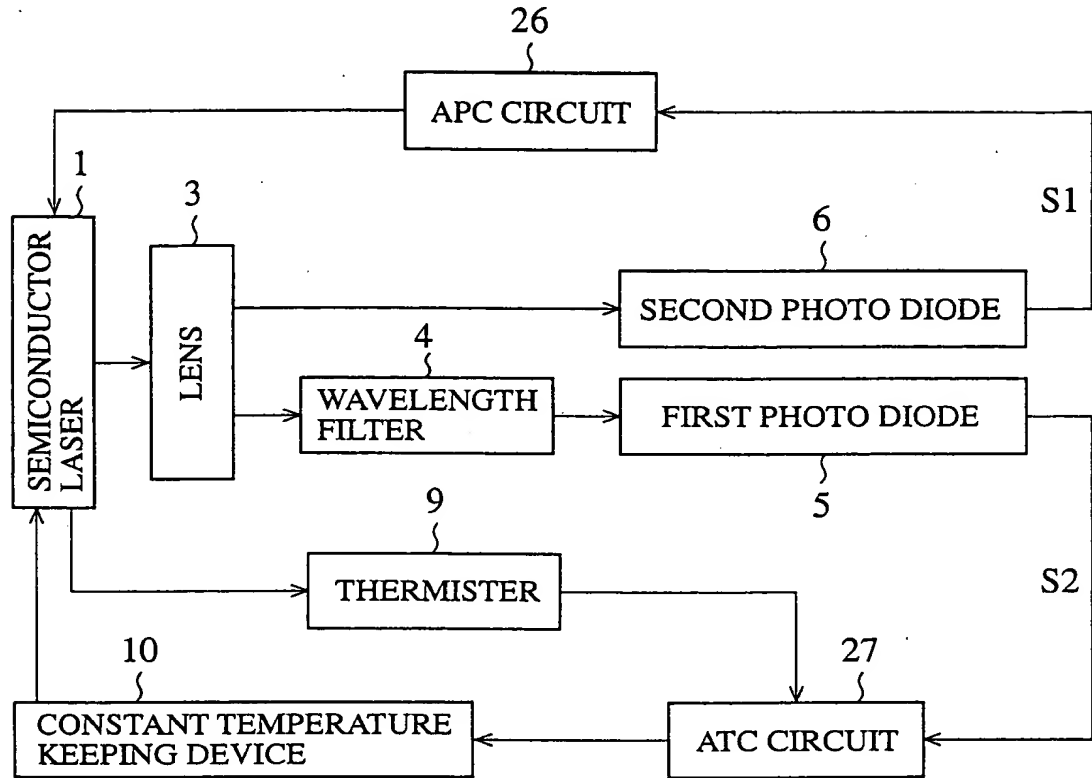 26
APC CIRCUIT
1
3
S1
6
SEMICONDUCTOR
LASER
LENS
SECOND PHOTO DIODE
4
WAVELENGTH
FILTER
FIRST PHOTO DIODE
5
9
THERMISTER
S2
10
27
CONSTANT TEMPERATURE
KEEPING DEVICE
ATC CIRCUIT